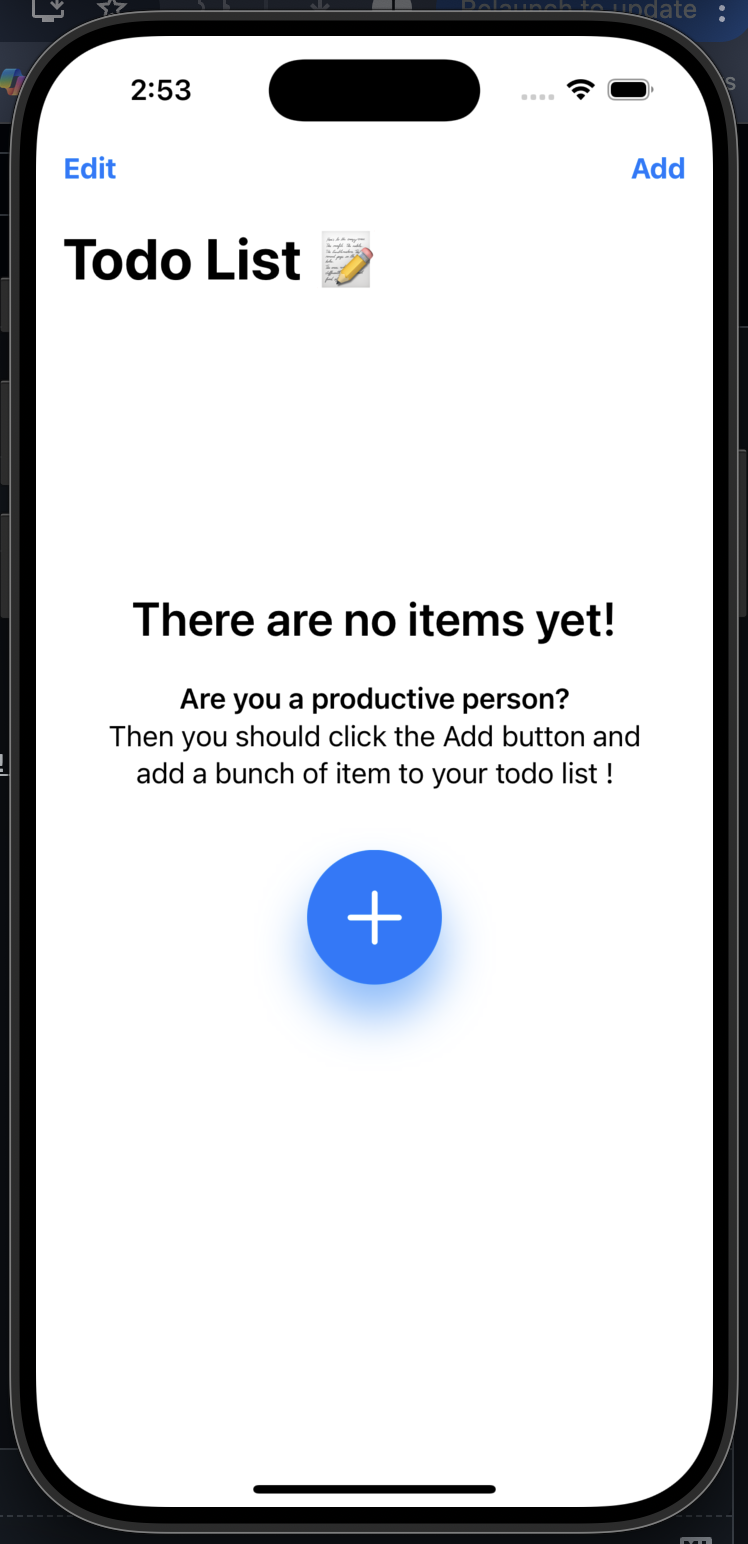 Relaunch to update
2:53
Edit
Add
Todo List 📝
There are no items yet!
Are you a productive person?
Then you should click the Add button and
add a bunch of item to your todo list !